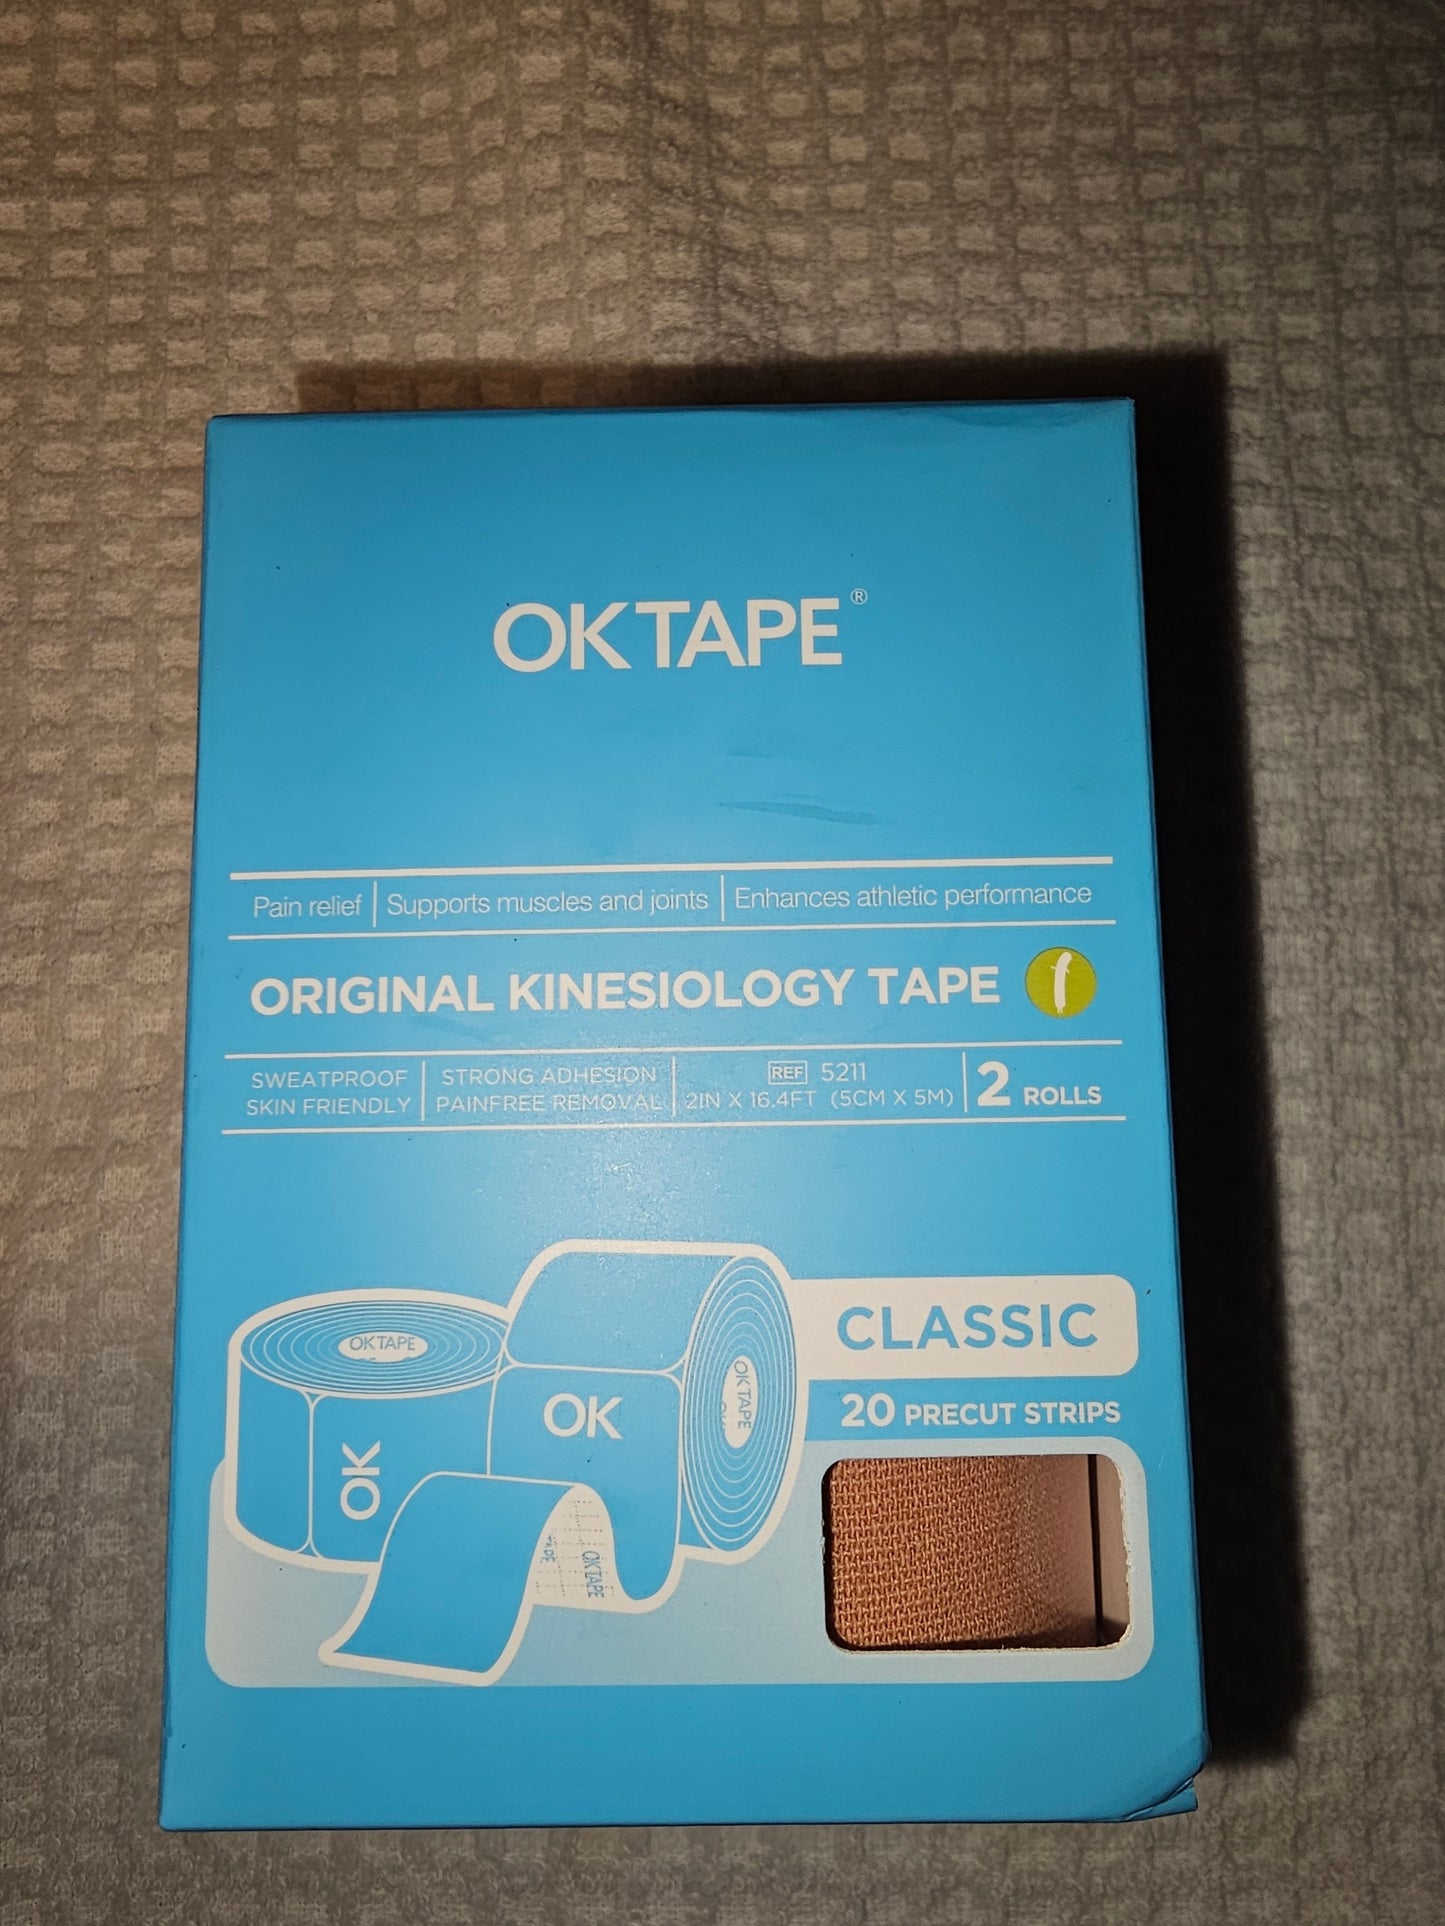 OKTAPE®
Pain relief | Supports muscles and joints | Enhances athletic performance
ORIGINAL KINESIOLOGY TAPE
SWEATPROOF
SKIN FRIENDLY
STRONG ADHESION
PAINFREE REMOVAL
REF 5211
2IN X 16.4FT (5CM X 5M)
2 ROLLS
CLASSIC
20 PRECUT STRIPS
OKTAPE
OK
OK
OKTAPE
OKTAPE